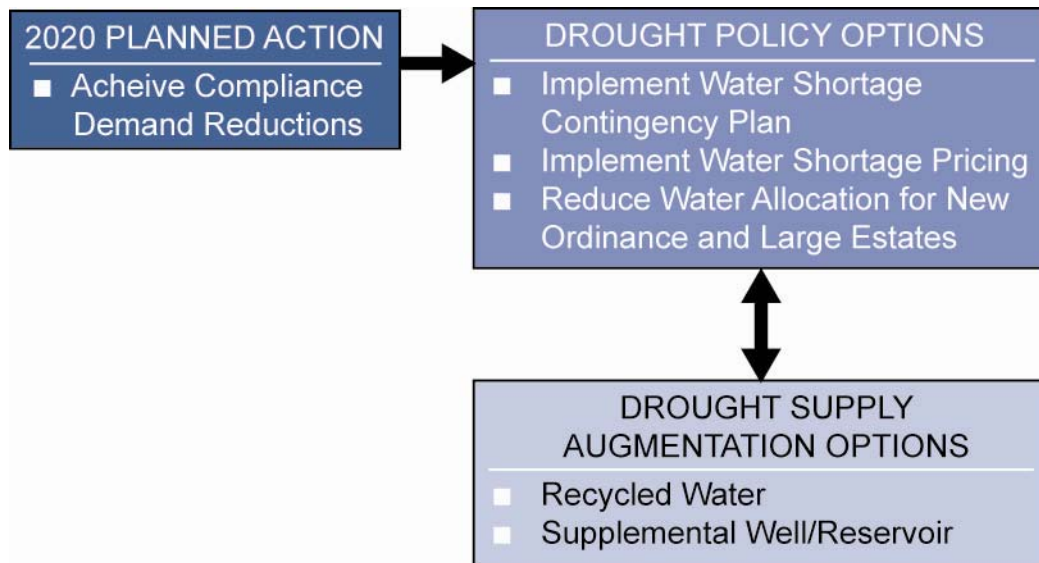 2020 PLANNED ACTION
Acheive Compliance
Demand Reductions
DROUGHT POLICY OPTIONS
Implement Water Shortage
Contingency Plan
Implement Water Shortage Pricing
Reduce Water Allocation for New
Ordinance and Large Estates
DROUGHT SUPPLY
AUGMENTATION OPTIONS
Recycled Water
Supplemental Well/Reservoir